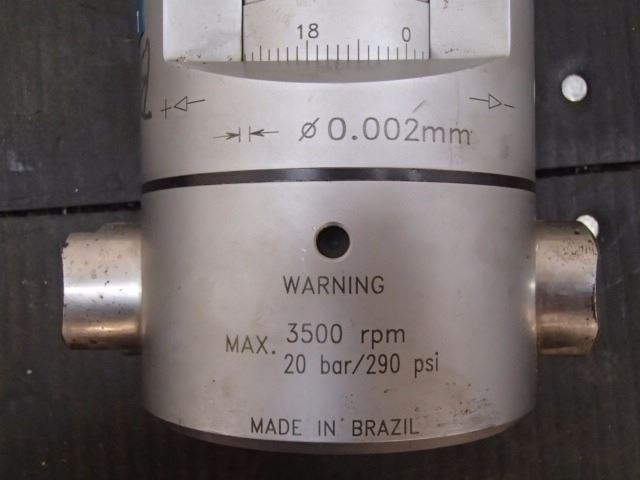 18 0
+ -
ø 0.002mm
WARNING
MAX. 3500 rpm
20 bar/290 psi
MADE IN BRAZIL